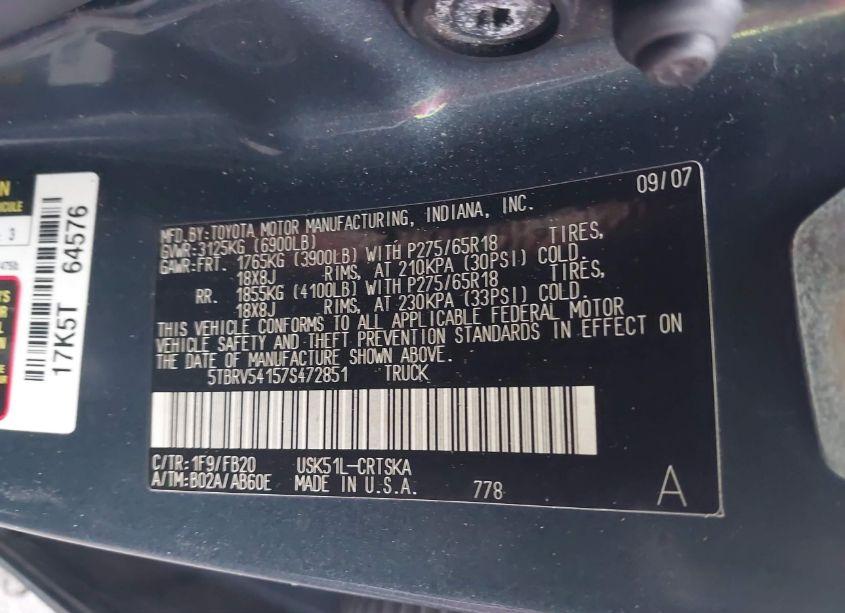 09/07
MFD.BY:TOYOTA MOTOR MANUFACTURING, INDIANA, INC.
GVWR:3125KG (6900LB)
GAWR:FRT. 1765KG (3900LB) WITH P275/65R18 TIRES,
18X8J RIMS, AT 210KPA (30PSI) COLD.
RR. 1855KG (4100LB) WITH P275/65R18 TIRES,
18X8J RIMS, AT 230KPA (33PSI) COLD.
THIS VEHICLE CONFORMS TO ALL APPLICABLE FEDERAL MOTOR
VEHICLE SAFETY AND THEFT PREVENTION STANDARDS IN EFFECT ON
THE DATE OF MANUFACTURE SHOWN ABOVE.
5TBRV54157S472851 TRUCK
C/TR:1F9/FB20 USK51L-CRTSKA
A/TM:B02A/AB60E MADE IN U.S.A. 778
A
17K5T 64576
3